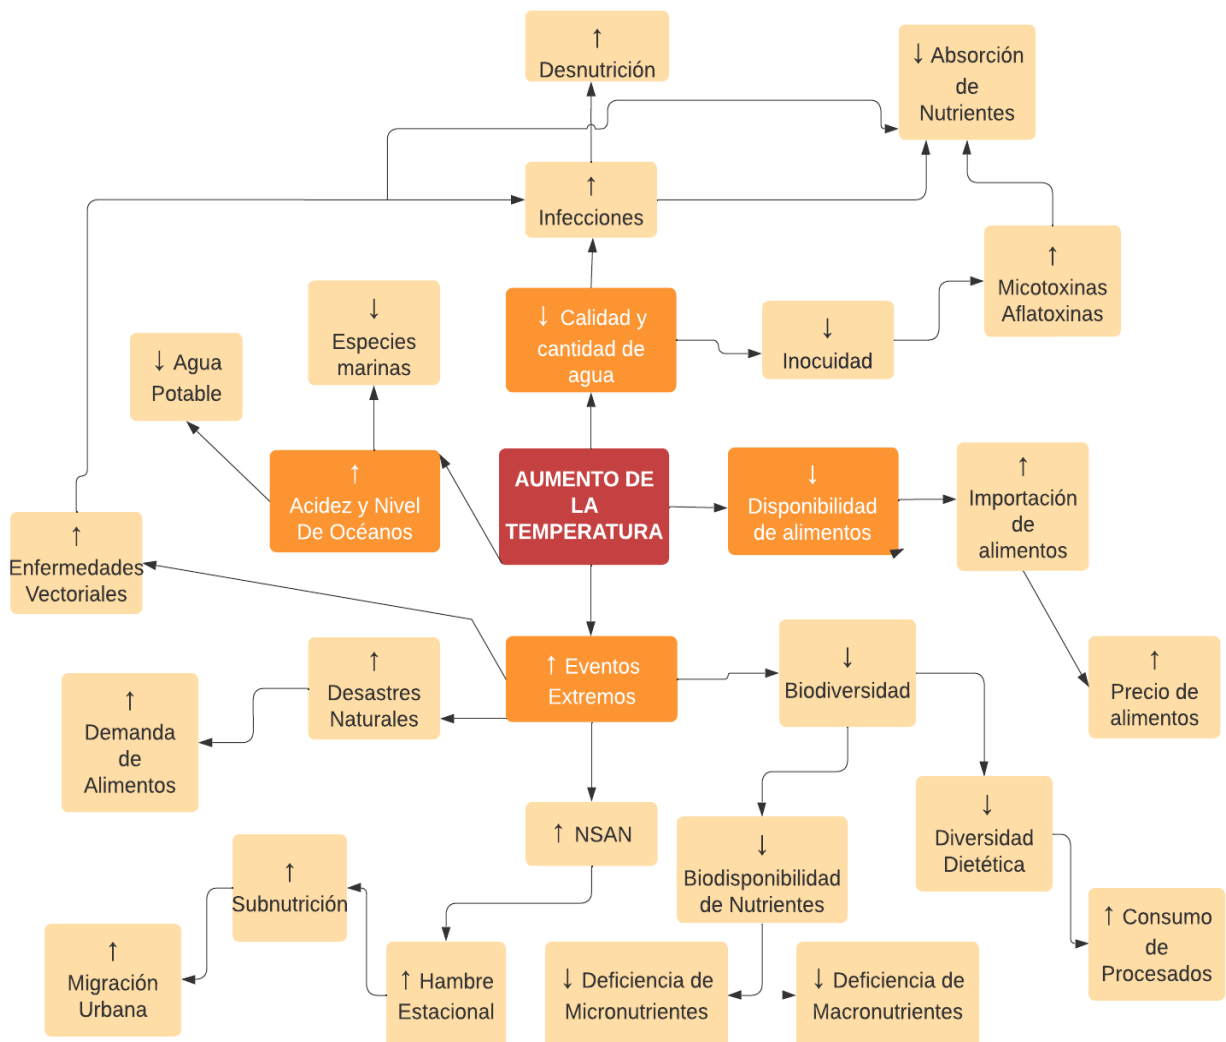 ↑
Desnutrición
↓ Absorción
de
Nutrientes
↑
Infecciones
↑
Micotoxinas
Aflatoxinas
↓
Especies
marinas
↓ Calidad y
cantidad de
agua
↓
Inocuidad
↓ Agua
Potable
↑
Acidez y Nivel
De Océanos
AUMENTO DE
LA
TEMPERATURA
↓
Disponibilidad
de alimentos
↑
Importación
de
alimentos
↑
Enfermedades
Vectoriales
↑
Desastres
Naturales
↑ Eventos
Extremos
↓
Biodiversidad
↑
Precio de
alimentos
↑
Demanda
de
Alimentos
↑ NSAN
↓
Biodisponibilidad
de Nutrientes
↓
Diversidad
Dietética
↑
Subnutrición
↑ Consumo
de
Procesados
↑
Migración
Urbana
↑ Hambre
Estacional
↓ Deficiencia de
Micronutrientes
↓ Deficiencia de
Macronutrientes